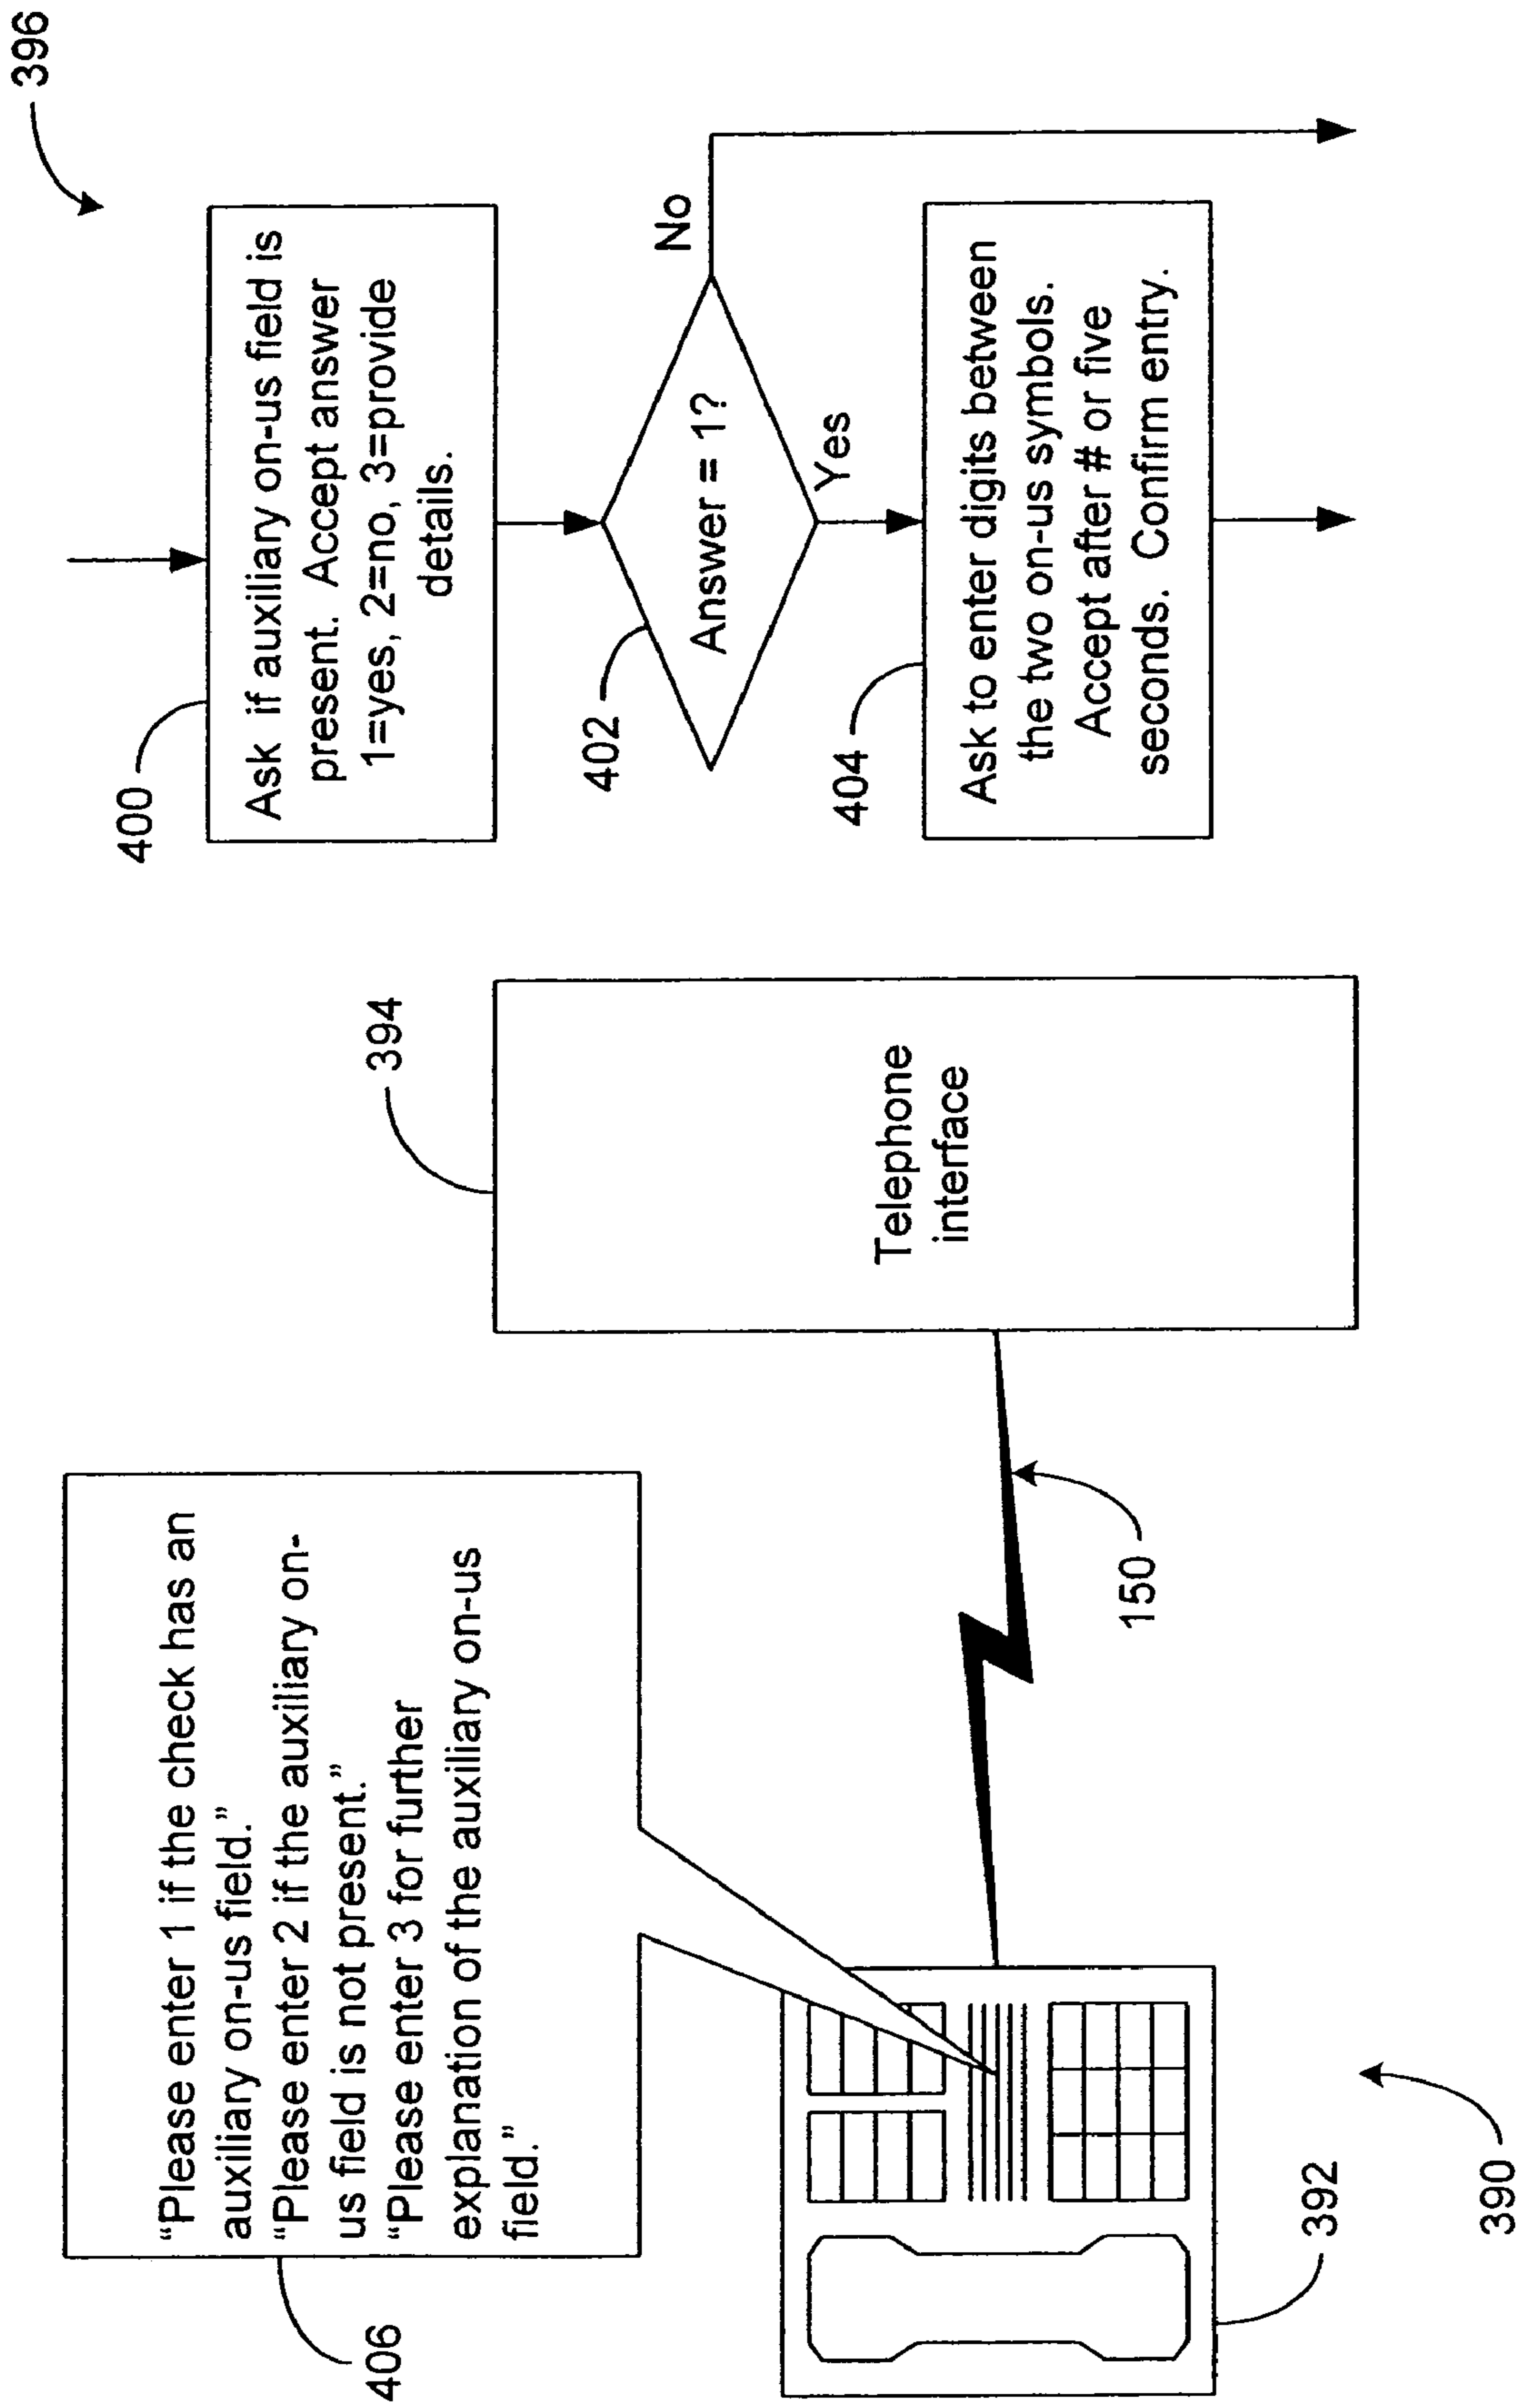 406
“Please enter 1 if the check has an
auxiliary on-us field.”
“Please enter 2 if the auxiliary on-
us field is not present.”
“Please enter 3 for further
explanation of the auxiliary on-us
field.”
392
390
150
394
Telephone
interface
396
400
Ask if auxiliary on-us field is
present. Accept answer
1=yes, 2=no, 3=provide
details.
402
Answer = 1?
No
Yes
404
Ask to enter digits between
the two on-us symbols.
Accept after # or five
seconds. Confirm entry.